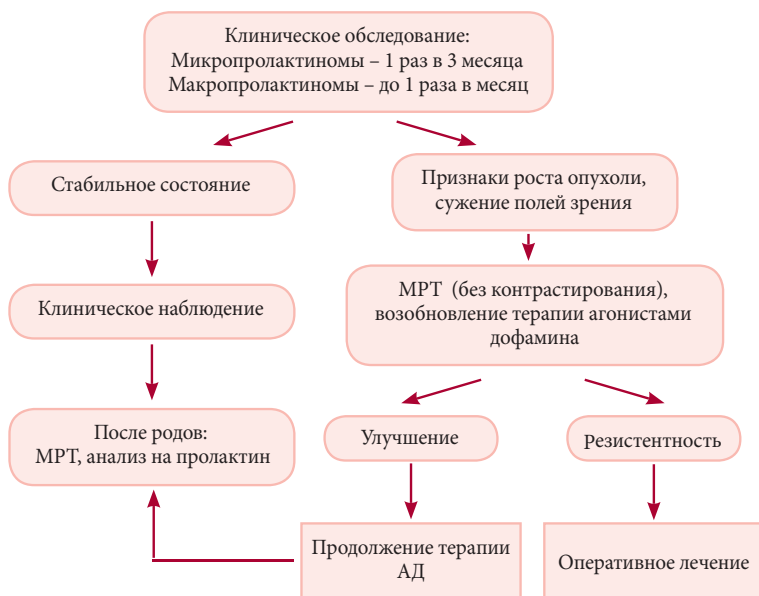 Клиническое обследование:
Микропролактиномы – 1 раз в 3 месяца
Макропролактиномы – до 1 раза в месяц
Стабильное состояние
Признаки роста опухоли,
сужение полей зрения
Клиническое наблюдение
МРТ (без контрастирования),
возобновление терапии агонистами
дофамина
После родов:
МРТ, анализ на пролактин
Улучшение
Резистентность
Продолжение терапии
АД
Оперативное лечение